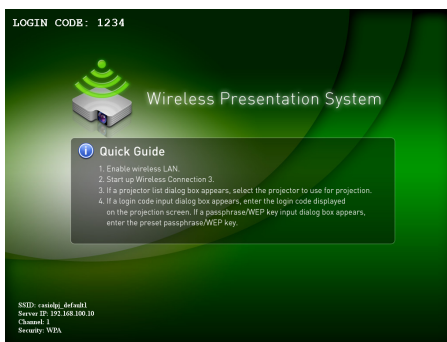 LOGIN CODE: 1234
Wireless Presentation System
i Quick Guide
1. Enable wireless LAN.
2. Start up Wireless Connection 3.
3. If a projector list dialog box appears, select the projector to use for projection.
4. If a login code input dialog box appears, enter the login code displayed
on the projection screen. If a passphrase/WEP key input dialog box appears,
enter the preset passphrase/WEP key.
SSID: casiolpj_default1
Server IP: 192.168.100.10
Channel: 1
Security: WPA